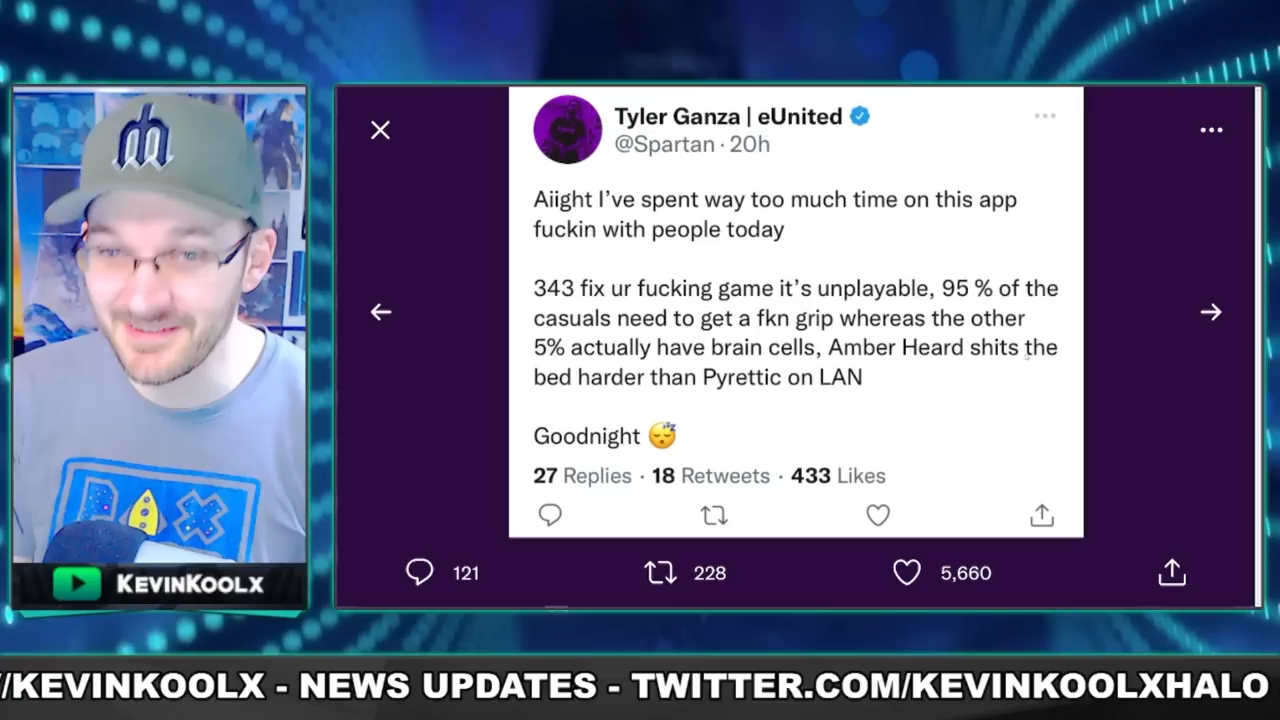 Tyler Ganza | eUnited
@Spartan · 20h
Aiight I’ve spent way too much time on this app
fuckin with people today
343 fix ur fucking game it’s unplayable, 95 % of the
casuals need to get a fkn grip whereas the other
5% actually have brain cells, Amber Heard shits the
bed harder than Pyrettic on LAN
Goodnight 😴
27 Replies · 18 Retweets · 433 Likes
121 228 5,660
KEVINKOOLX
/KEVINKOOLX - NEWS UPDATES - TWITTER.COM/KEVINKOOLXHALO